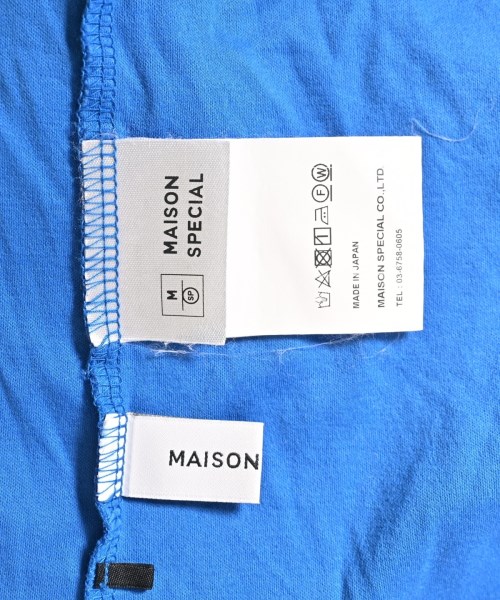 MAISON
SPECIAL
M
SP
F W
MADE IN JAPAN
MAISON SPECIAL CO.,LTD.
TEL : 03-6758-0605
MAISON